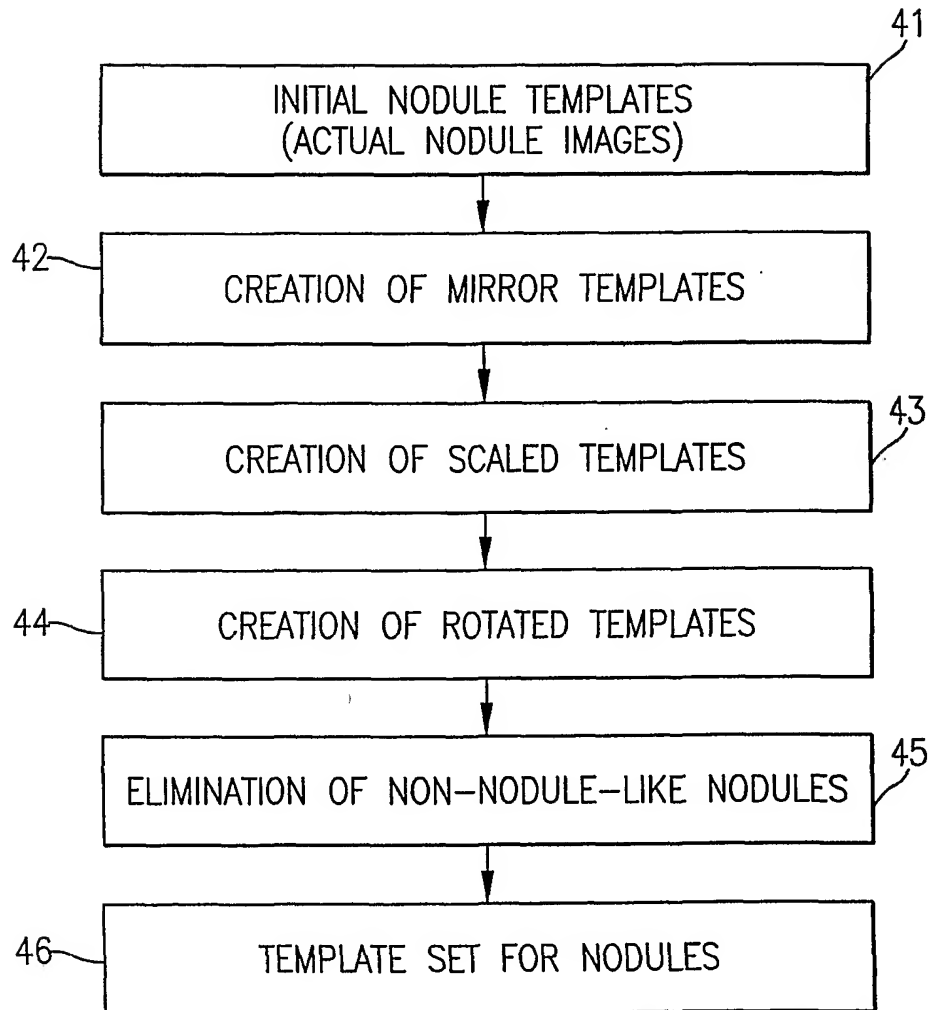 41
INITIAL NODULE TEMPLATES
(ACTUAL NODULE IMAGES)
42
CREATION OF MIRROR TEMPLATES
43
CREATION OF SCALED TEMPLATES
44
CREATION OF ROTATED TEMPLATES
45
ELIMINATION OF NON-NODULE-LIKE NODULES
46
TEMPLATE SET FOR NODULES